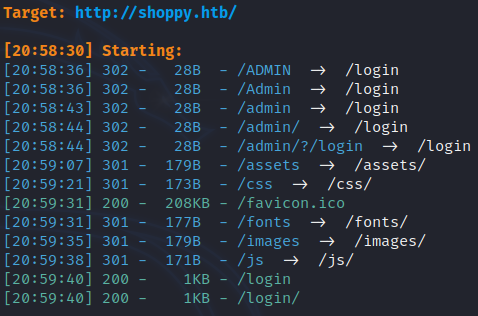 Target: http://shoppy.htb/
[20:58:30] Starting:
[20:58:36] 302 -   28B  - /ADMIN  →  /login
[20:58:36] 302 -   28B  - /Admin  →  /login
[20:58:43] 302 -   28B  - /admin  →  /login
[20:58:44] 302 -   28B  - /admin/  →  /login
[20:58:44] 302 -   28B  - /admin/?/login  →  /login
[20:59:07] 301 -  179B  - /assets  →  /assets/
[20:59:21] 301 -  173B  - /css  →  /css/
[20:59:31] 200 -  208KB - /favicon.ico
[20:59:31] 301 -  177B  - /fonts  →  /fonts/
[20:59:35] 301 -  179B  - /images  →  /images/
[20:59:38] 301 -  171B  - /js  →  /js/
[20:59:40] 200 -    1KB - /login
[20:59:40] 200 -    1KB - /login/